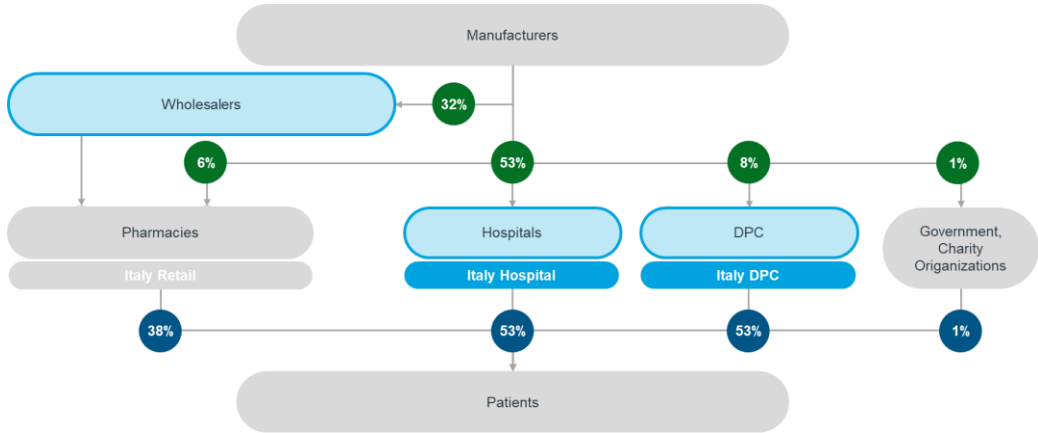 Manufacturers
Wholesalers
32%
6%
53%
8%
1%
Pharmacies
Hospitals
DPC
Government,
Charity
Origanizations
Italy Retail
Italy Hospital
Italy DPC
38%
53%
53%
1%
Patients